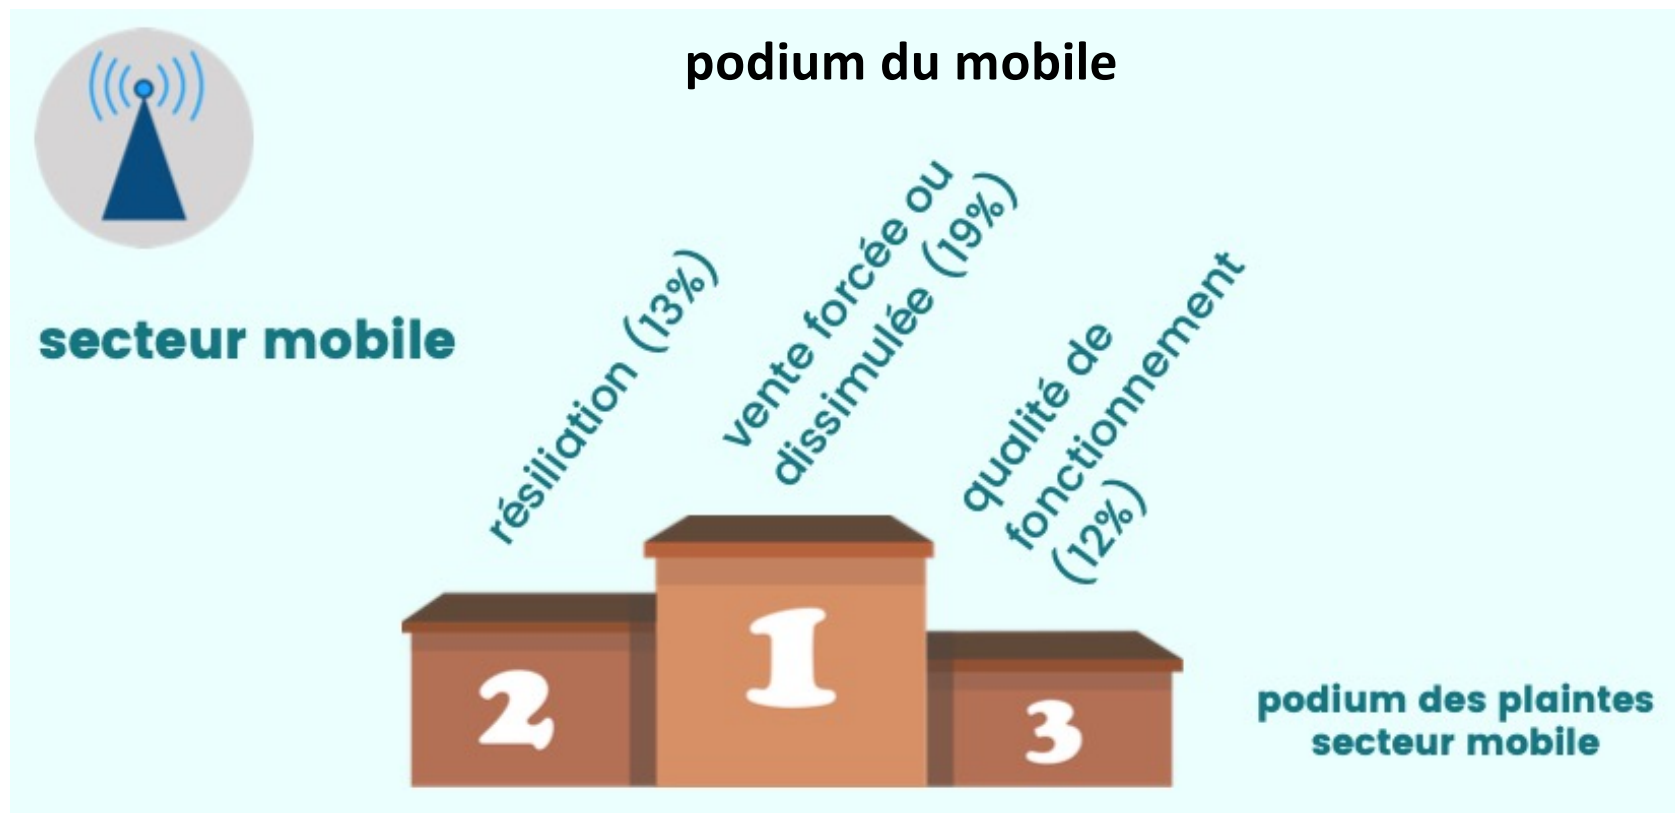 podium du mobile
secteur mobile
résiliation (13%)
vente forcée ou
dissimulée (19%)
qualité de
fonctionnement
(12%)
2
1
3
podium des plaintes
secteur mobile